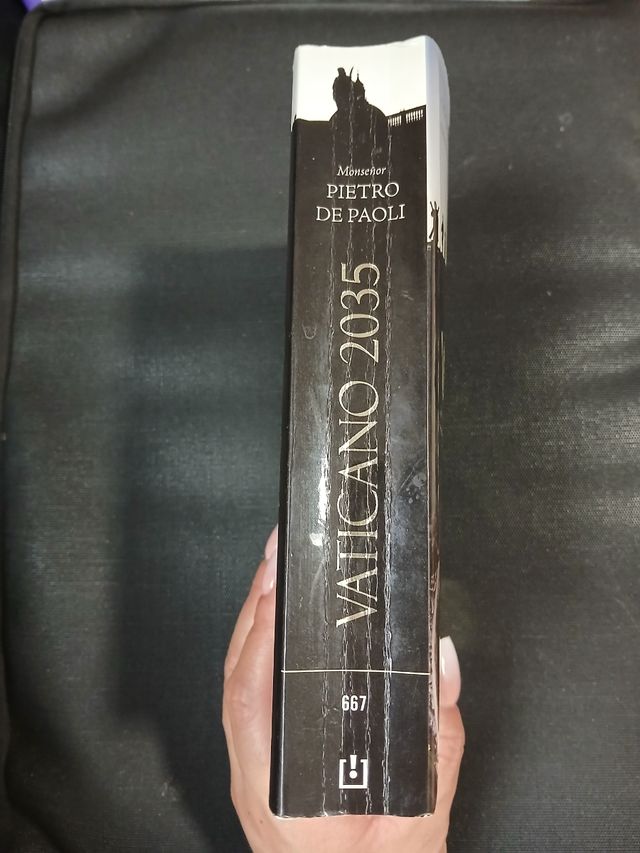 Monseñor
PIETRO
DE PAOLI
VATICANO 2035
667
[!]